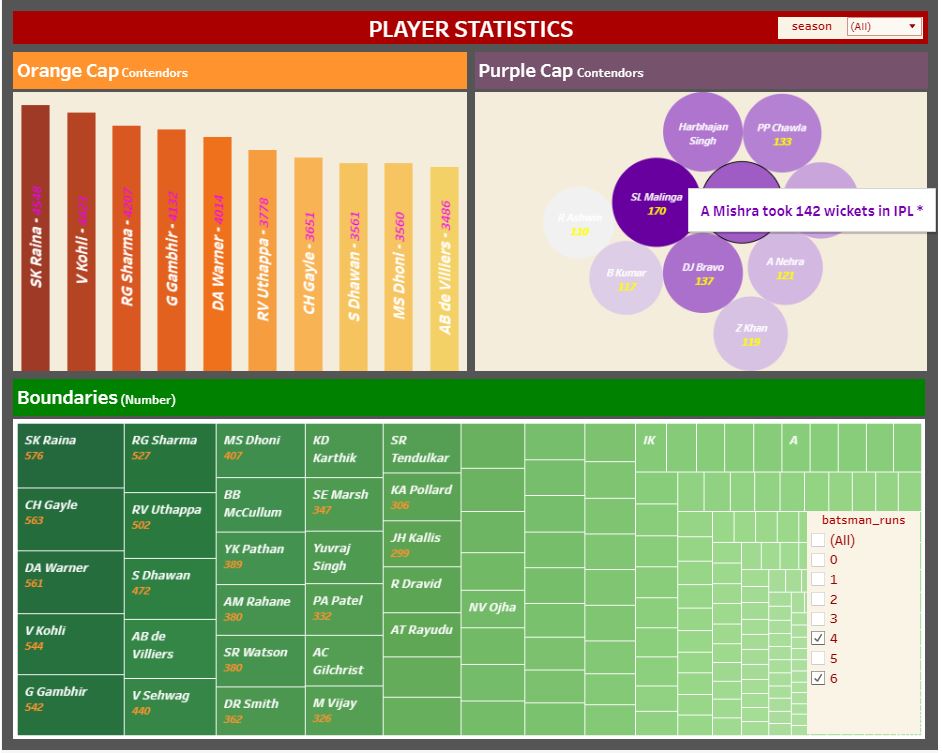 PLAYER STATISTICS
season
(All)
Orange Cap Contendors
Purple Cap Contendors
SK Raina - 4548
V Kohli -
RG Sharma - 4207
G Gambhir - 4132
DA Warner - 4014
RV Uthappa - 3778
CH Gayle - 3651
S Dhawan - 3561
MS Dhoni - 3560
AB de Villiers - 3486
Harbhajan
Singh
PP Chawla
133
SL Malinga
170
A Mishra took 142 wickets in IPL *
R Ashwin
110
B Kumar
117
DJ Bravo
137
A Nehra
121
Z Khan
119
Boundaries (Number)
SK Raina
576
CH Gayle
563
DA Warner
561
V Kohli
544
G Gambhir
542
RG Sharma
527
RV Uthappa
502
S Dhawan
472
AB de
Villiers
V Sehwag
440
MS Dhoni
407
BB
McCullum
YK Pathan
389
AM Rahane
380
SR Watson
380
DR Smith
362
KD
Karthik
SE Marsh
347
Yuvraj
Singh
PA Patel
332
AC
Gilchrist
M Vijay
326
SR
Tendulkar
KA Pollard
306
JH Kallis
299
R Dravid
AT Rayudu
NV Ojha
IK
A
batsman_runs
(All)
0
1
2
3
4
5
6